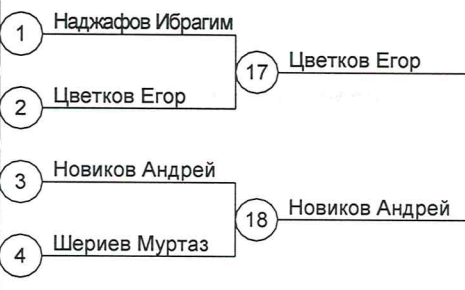 1 Наджафов Ибрагим
17 Цветков Егор
2 Цветков Егор
3 Новиков Андрей
18 Новиков Андрей
4 Шериев Муртаз